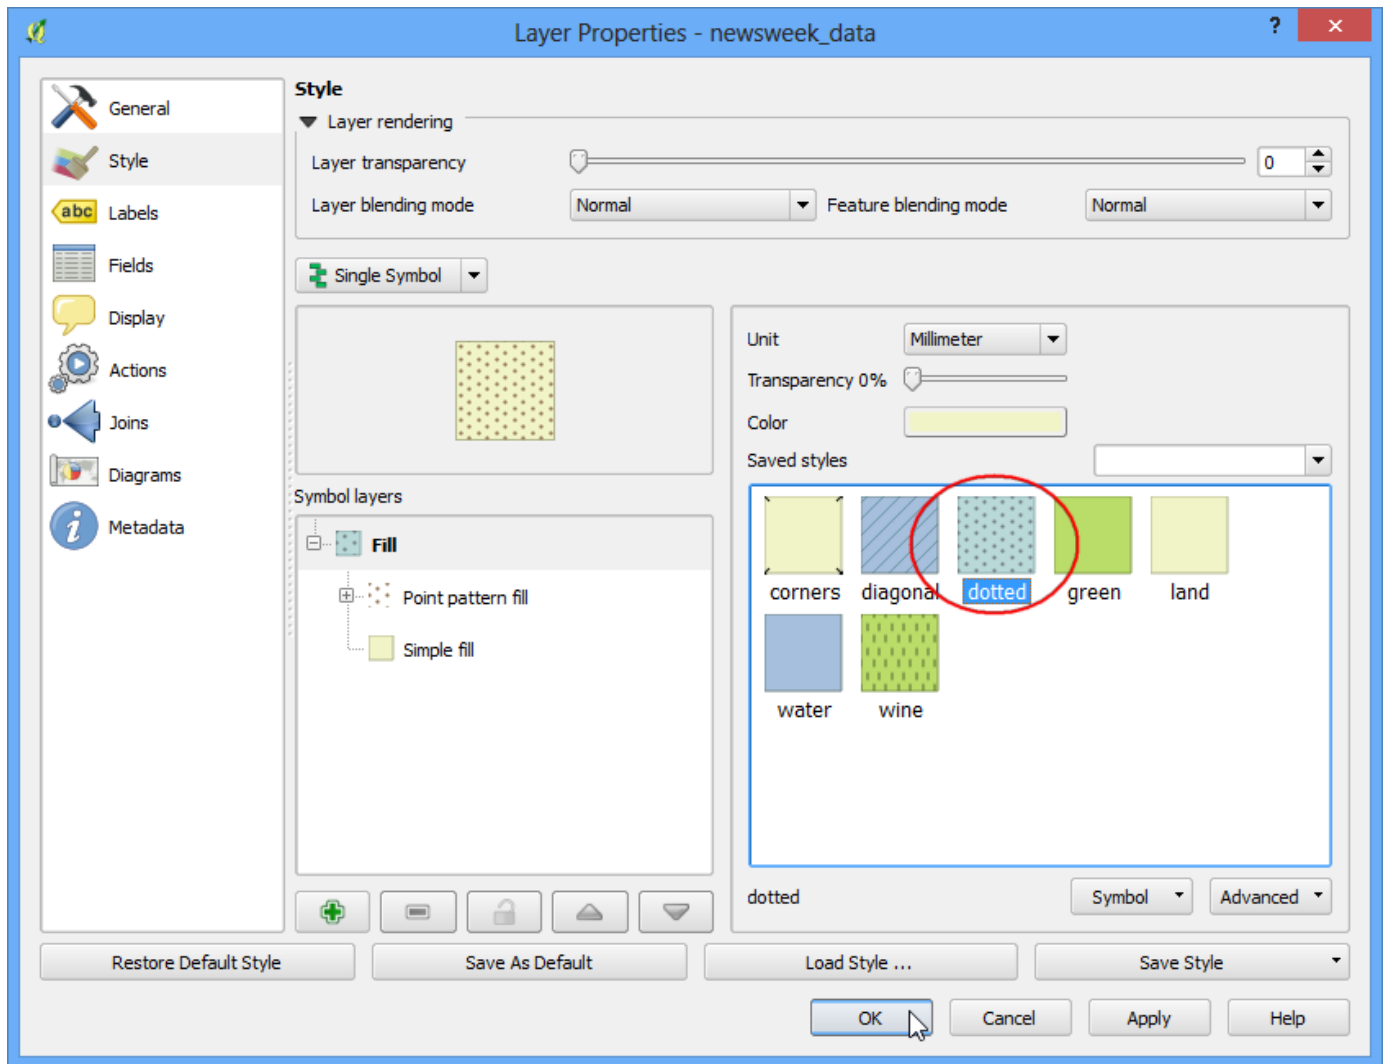 Layer Properties - newsweek_data
?
General
Style
abc Labels
Fields
Display
Actions
Joins
Diagrams
i Metadata
Style
Layer rendering
Layer transparency 0
Layer blending mode Normal Feature blending mode Normal
Single Symbol
Symbol layers
Fill
Point pattern fill
Simple fill
Unit Millimeter
Transparency 0%
Color
Saved styles
corners diagonal dotted green land
water wine
dotted Symbol Advanced
Restore Default Style Save As Default Load Style ... Save Style
OK Cancel Apply Help